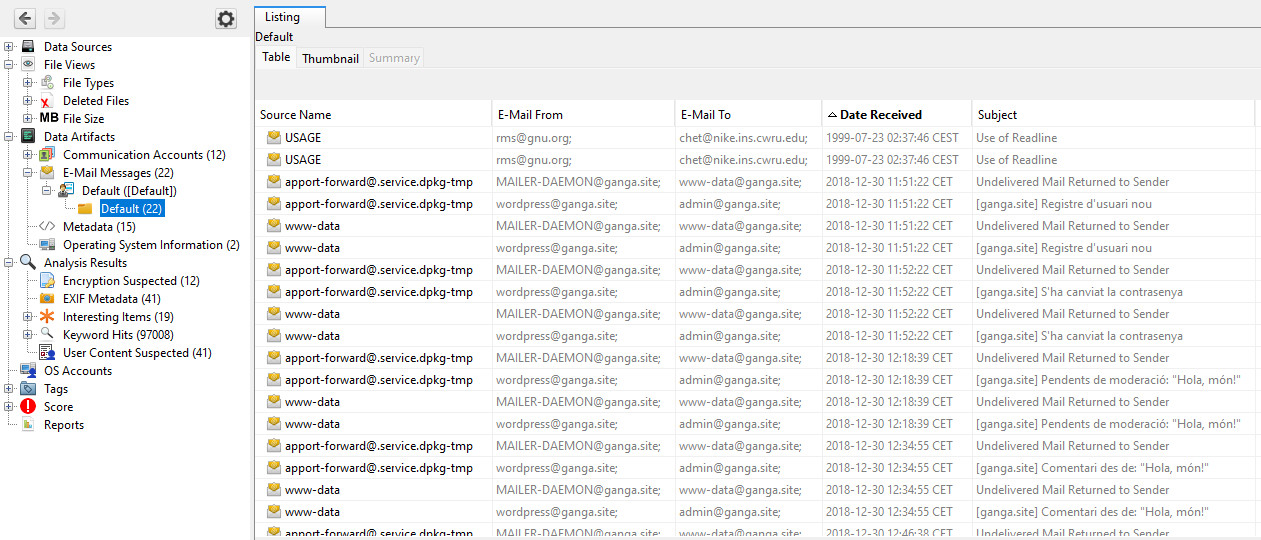 Data Sources
File Views
File Types
Deleted Files
MB File Size
Data Artifacts
Communication Accounts (12)
E-Mail Messages (22)
Default ([Default])
Default (22)
Metadata (15)
Operating System Information (2)
Analysis Results
Encryption Suspected (12)
EXIF Metadata (41)
Interesting Items (19)
Keyword Hits (97008)
User Content Suspected (41)
OS Accounts
Tags
Score
Reports
Listing
Default
Table Thumbnail Summary
Source Name E-Mail From E-Mail To Date Received Subject
USAGE rms@gnu.org; chet@nike.ins.cwru.edu; 1999-07-23 02:37:46 CEST Use of Readline
USAGE rms@gnu.org; chet@nike.ins.cwru.edu; 1999-07-23 02:37:46 CEST Use of Readline
apport-forward@.service.dpkg-tmp MAILER-DAEMON@ganga.site; www-data@ganga.site; 2018-12-30 11:51:22 CET Undelivered Mail Returned to Sender
apport-forward@.service.dpkg-tmp wordpress@ganga.site; admin@ganga.site; 2018-12-30 11:51:22 CET [ganga.site] Registre d'usuari nou
www-data MAILER-DAEMON@ganga.site; www-data@ganga.site; 2018-12-30 11:51:22 CET Undelivered Mail Returned to Sender
www-data wordpress@ganga.site; admin@ganga.site; 2018-12-30 11:51:22 CET [ganga.site] Registre d'usuari nou
apport-forward@.service.dpkg-tmp MAILER-DAEMON@ganga.site; www-data@ganga.site; 2018-12-30 11:52:22 CET Undelivered Mail Returned to Sender
apport-forward@.service.dpkg-tmp wordpress@ganga.site; admin@ganga.site; 2018-12-30 11:52:22 CET [ganga.site] S'ha canviat la contrasenya
www-data MAILER-DAEMON@ganga.site; www-data@ganga.site; 2018-12-30 11:52:22 CET Undelivered Mail Returned to Sender
www-data wordpress@ganga.site; admin@ganga.site; 2018-12-30 11:52:22 CET [ganga.site] S'ha canviat la contrasenya
apport-forward@.service.dpkg-tmp MAILER-DAEMON@ganga.site; www-data@ganga.site; 2018-12-30 12:18:39 CET Undelivered Mail Returned to Sender
apport-forward@.service.dpkg-tmp wordpress@ganga.site; admin@ganga.site; 2018-12-30 12:18:39 CET [ganga.site] Pendents de moderació: "Hola, món!"
www-data MAILER-DAEMON@ganga.site; www-data@ganga.site; 2018-12-30 12:18:39 CET Undelivered Mail Returned to Sender
www-data wordpress@ganga.site; admin@ganga.site; 2018-12-30 12:18:39 CET [ganga.site] Pendents de moderació: "Hola, món!"
apport-forward@.service.dpkg-tmp MAILER-DAEMON@ganga.site; www-data@ganga.site; 2018-12-30 12:34:55 CET Undelivered Mail Returned to Sender
apport-forward@.service.dpkg-tmp wordpress@ganga.site; admin@ganga.site; 2018-12-30 12:34:55 CET [ganga.site] Comentari des de: "Hola, món!"
www-data MAILER-DAEMON@ganga.site; www-data@ganga.site; 2018-12-30 12:34:55 CET Undelivered Mail Returned to Sender
www-data wordpress@ganga.site; admin@ganga.site; 2018-12-30 12:34:55 CET [ganga.site] Comentari des de: "Hola, món!"
apport-forward@.service.dpkg-tmp MAILER-DAEMON@ganga.site; www-data@ganga.site; 2018-12-30 12:46:38 CET Undelivered Mail Returned to Sender